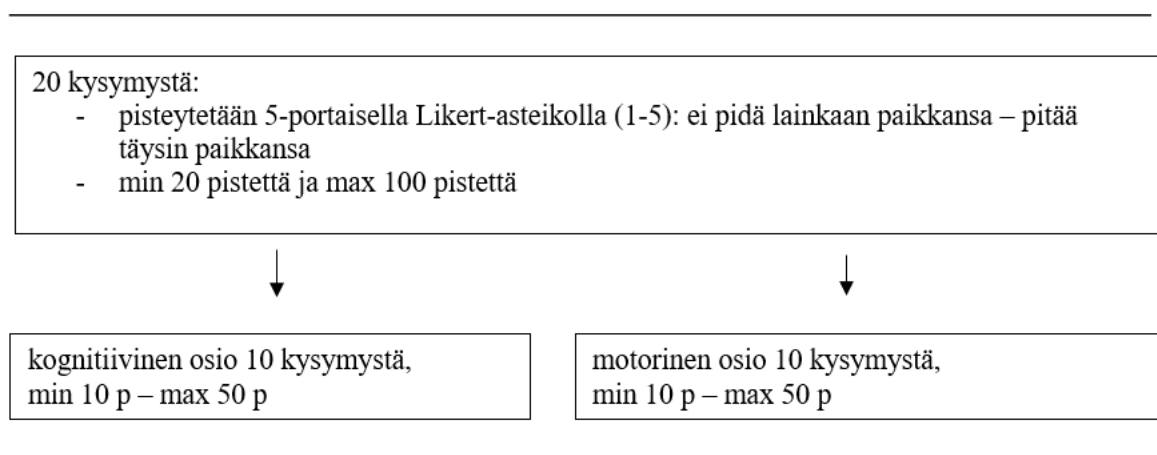 20 kysymystä:
- pisteytetään 5-portaisella Likert-asteikolla (1-5): ei pidä lainkaan paikkansa – pitää
täysin paikkansa
- min 20 pistettä ja max 100 pistettä
kognitiivinen osio 10 kysymystä,
min 10 p – max 50 p
motorinen osio 10 kysymystä,
min 10 p – max 50 p